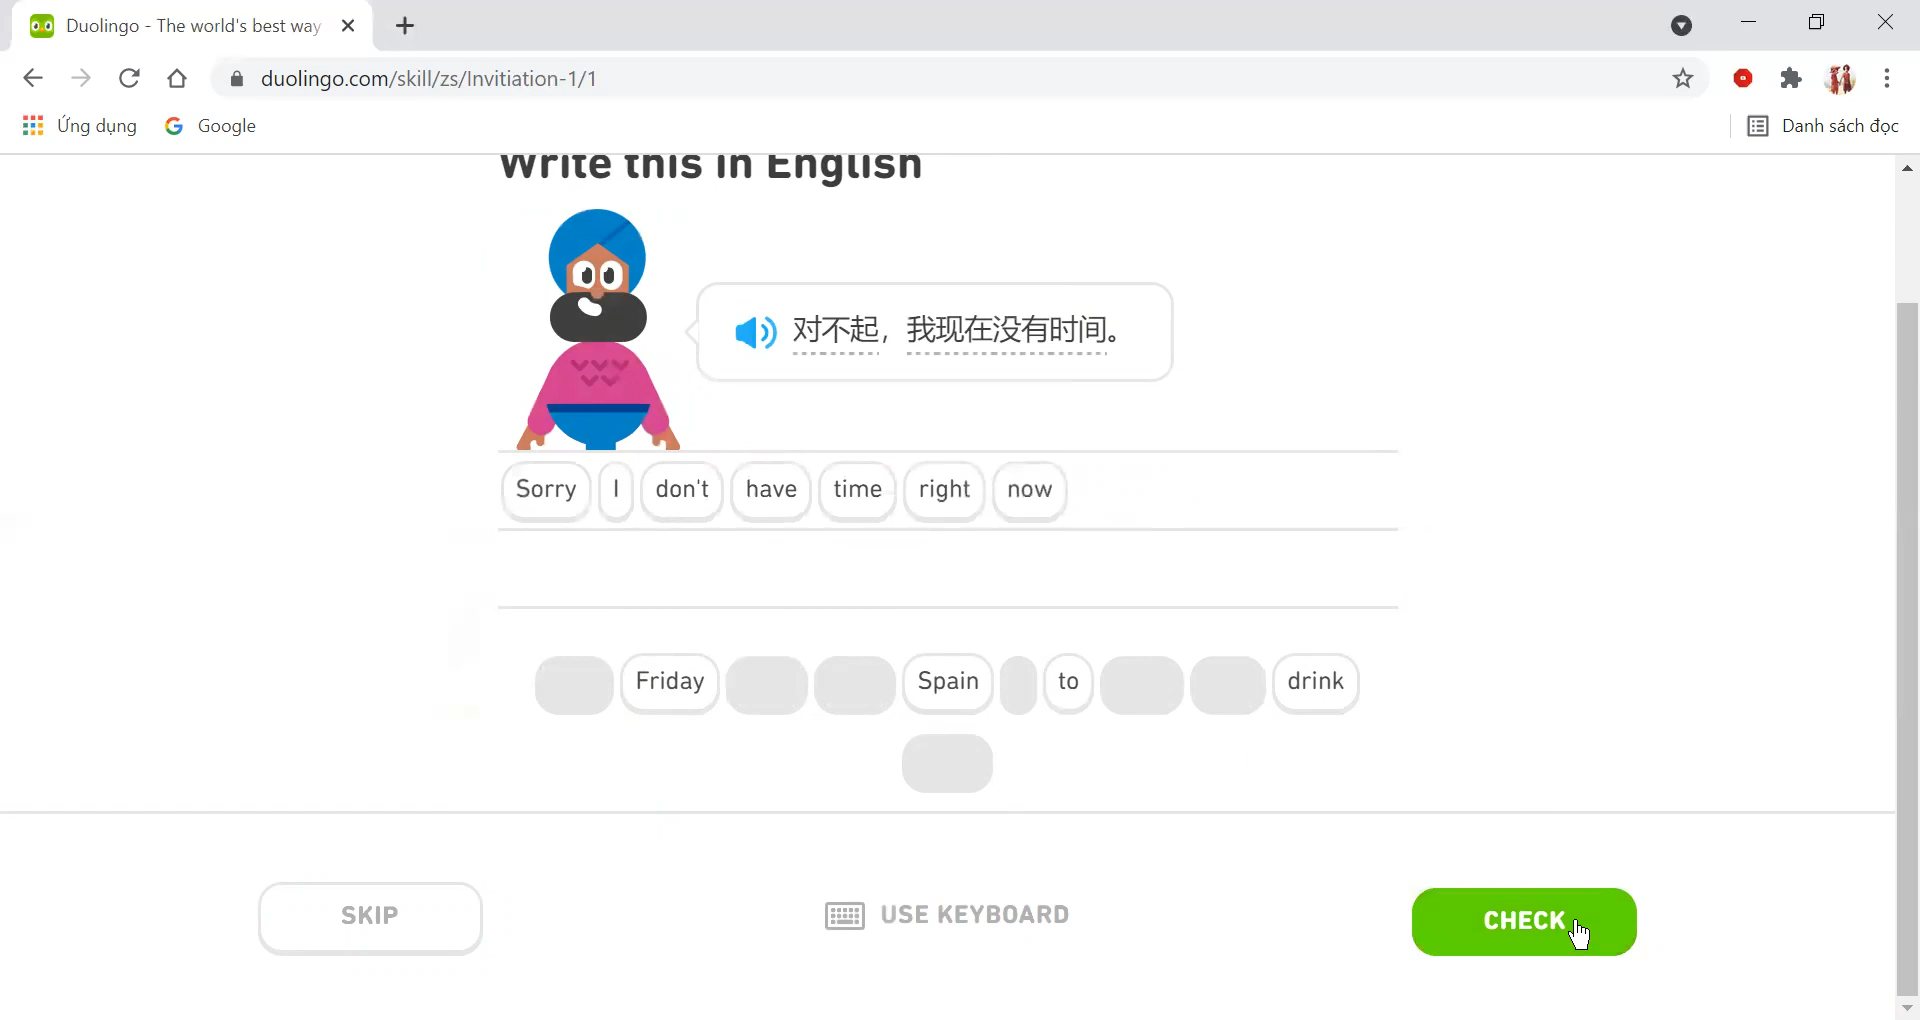 Duolingo - The world's best way
duolingo.com/skill/zs/Invitiation-1/1
Ứng dụng Google Danh sách đọc
Write this in English
对不起，我现在没有时间。
Sorry I don't have time right now
Friday Spain to drink
SKIP USE KEYBOARD CHECK